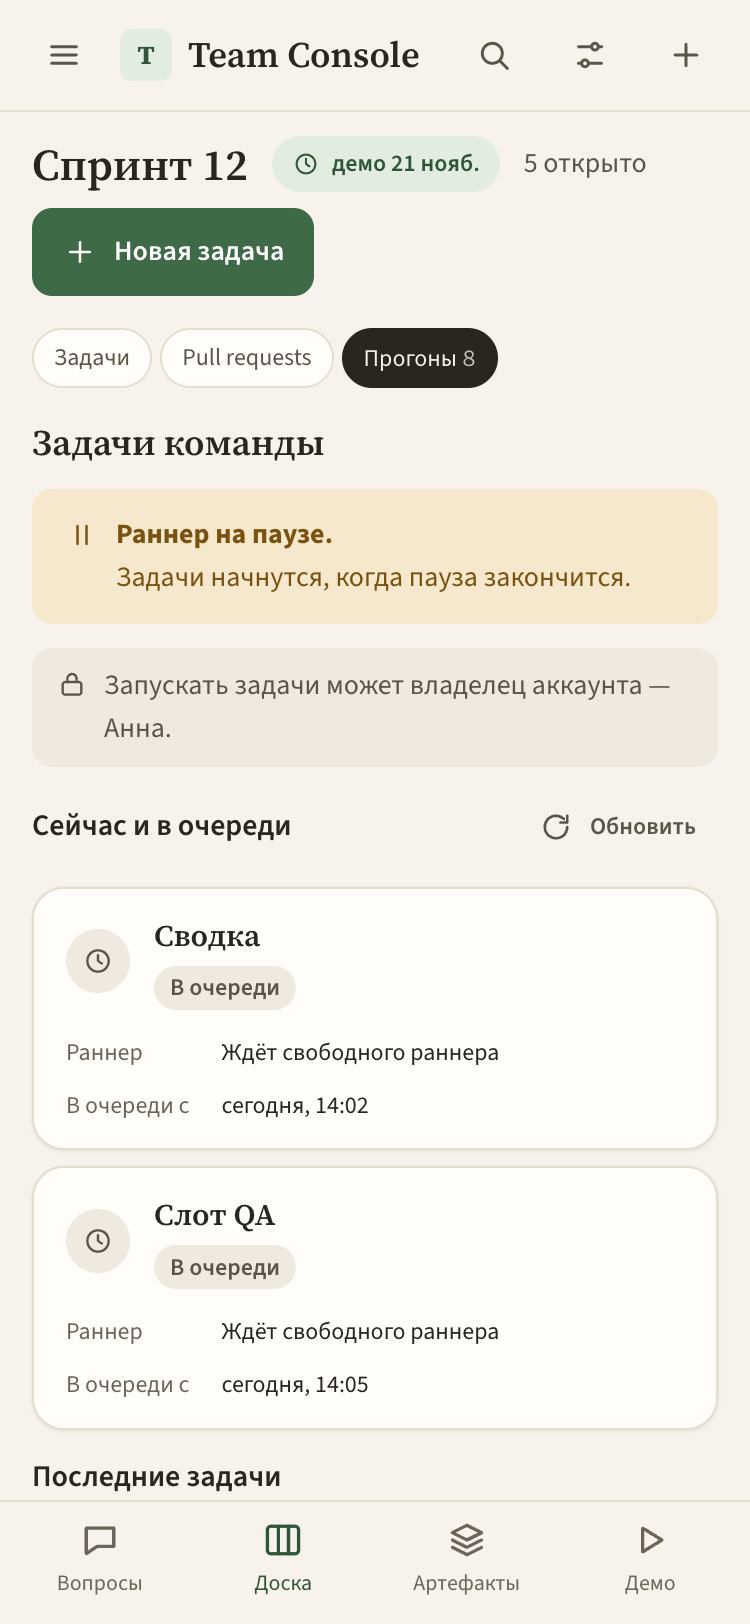 T Team Console
Спринт 12 демо 21 нояб. 5 открыто
Новая задача
Задачи Pull requests Прогоны 8
Задачи команды
Раннер на паузе.
Задачи начнутся, когда пауза закончится.
Запускать задачи может владелец аккаунта —
Анна.
Сейчас и в очереди Обновить
Сводка
В очереди
Раннер Ждёт свободного раннера
В очереди с сегодня, 14:02
Слот QA
В очереди
Раннер Ждёт свободного раннера
В очереди с сегодня, 14:05
Последние задачи
Вопросы Доска Артефакты Демо